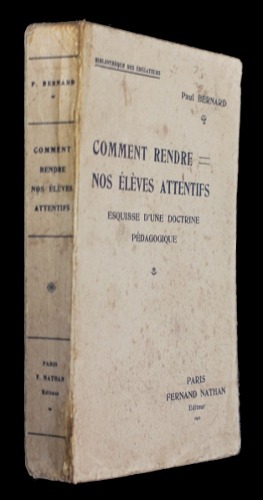 P. BERNARD
COMMENT
RENDRE
NOS ÉLÈVES
ATTENTIFS
PARIS
F. NATHAN
Éditeur
BIBLIOTHÈQUE DES ÉDUCATEURS
Paul BERNARD
COMMENT RENDRE =
NOS ÉLÈVES ATTENTIFS
ESQUISSE D'UNE DOCTRINE
PÉDAGOGIQUE
PARIS
FERNAND NATHAN
Éditeur